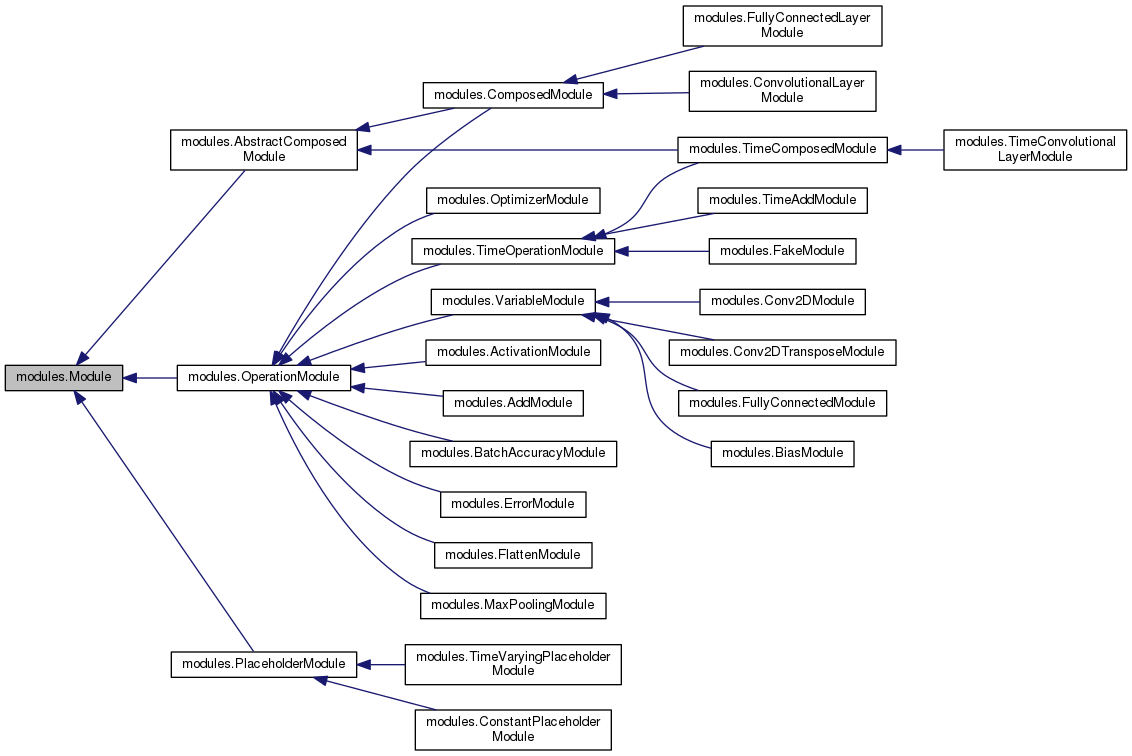 modules.FullyConnectedLayer
Module
modules.ConvolutionalLayer
Module
modules.ComposedModule
modules.AbstractComposed
Module
modules.TimeComposedModule
modules.TimeConvolutional
LayerModule
modules.OptimizerModule
modules.TimeAddModule
modules.TimeOperationModule
modules.FakeModule
modules.VariableModule
modules.Conv2DModule
modules.ActivationModule
modules.Conv2DTransposeModule
modules.Module
modules.OperationModule
modules.AddModule
modules.FullyConnectedModule
modules.BatchAccuracyModule
modules.BiasModule
modules.ErrorModule
modules.FlattenModule
modules.MaxPoolingModule
modules.PlaceholderModule
modules.TimeVaryingPlaceholder
Module
modules.ConstantPlaceholder
Module